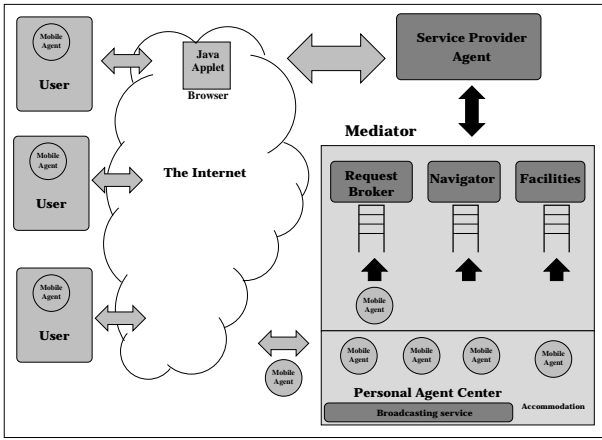 Mobile
Agent
User
Java
Applet
Browser
Service Provider
Agent
Mediator
Mobile
Agent
User
The Internet
Request
Broker
Navigator
Facilities
Mobile
Agent
User
Mobile
Agent
Mobile
Agent
Mobile
Agent
Mobile
Agent
Mobile
Agent
Mobile
Agent
Personal Agent Center
Accommodation
Broadcasting service